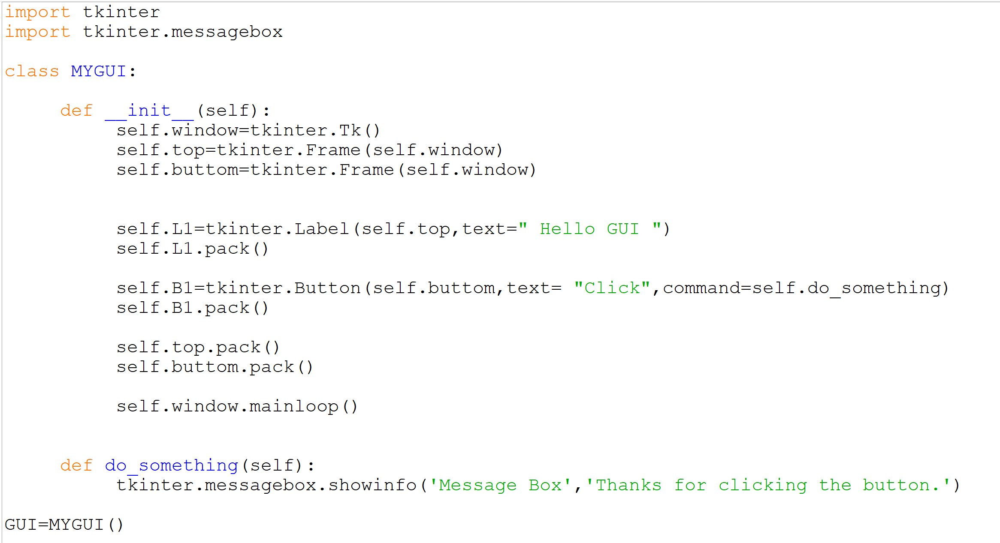 import tkinter
import tkinter.messagebox
class MYGUI:
def __init__(self):
self.window=tkinter.Tk()
self.top=tkinter.Frame(self.window)
self.buttom=tkinter.Frame(self.window)
self.L1=tkinter.Label(self.top,text=" Hello GUI ")
self.L1.pack()
self.B1=tkinter.Button(self.buttom,text= "Click",command=self.do_something)
self.B1.pack()
self.top.pack()
self.buttom.pack()
self.window.mainloop()
def do_something(self):
tkinter.messagebox.showinfo('Message Box','Thanks for clicking the button.')
GUI=MYGUI()